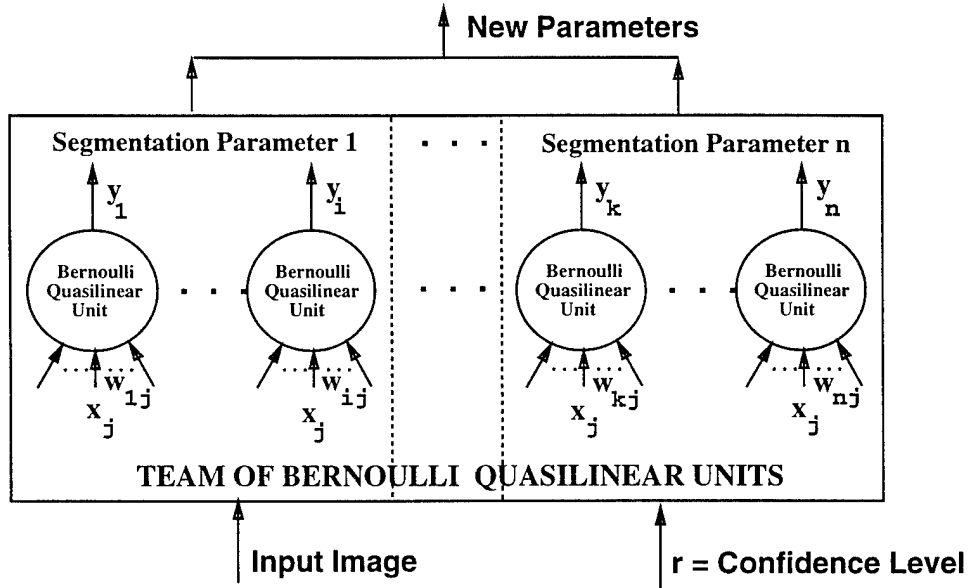 New Parameters
Segmentation Parameter 1 . . . Segmentation Parameter n
y1 yi yk yn
Bernoulli Quasilinear Unit
. . .
Bernoulli Quasilinear Unit
. . .
Bernoulli Quasilinear Unit
. . .
Bernoulli Quasilinear Unit
w1j wij wkj wnj
xj xj xj xj
TEAM OF BERNOULLI QUASILINEAR UNITS
Input Image
r = Confidence Level